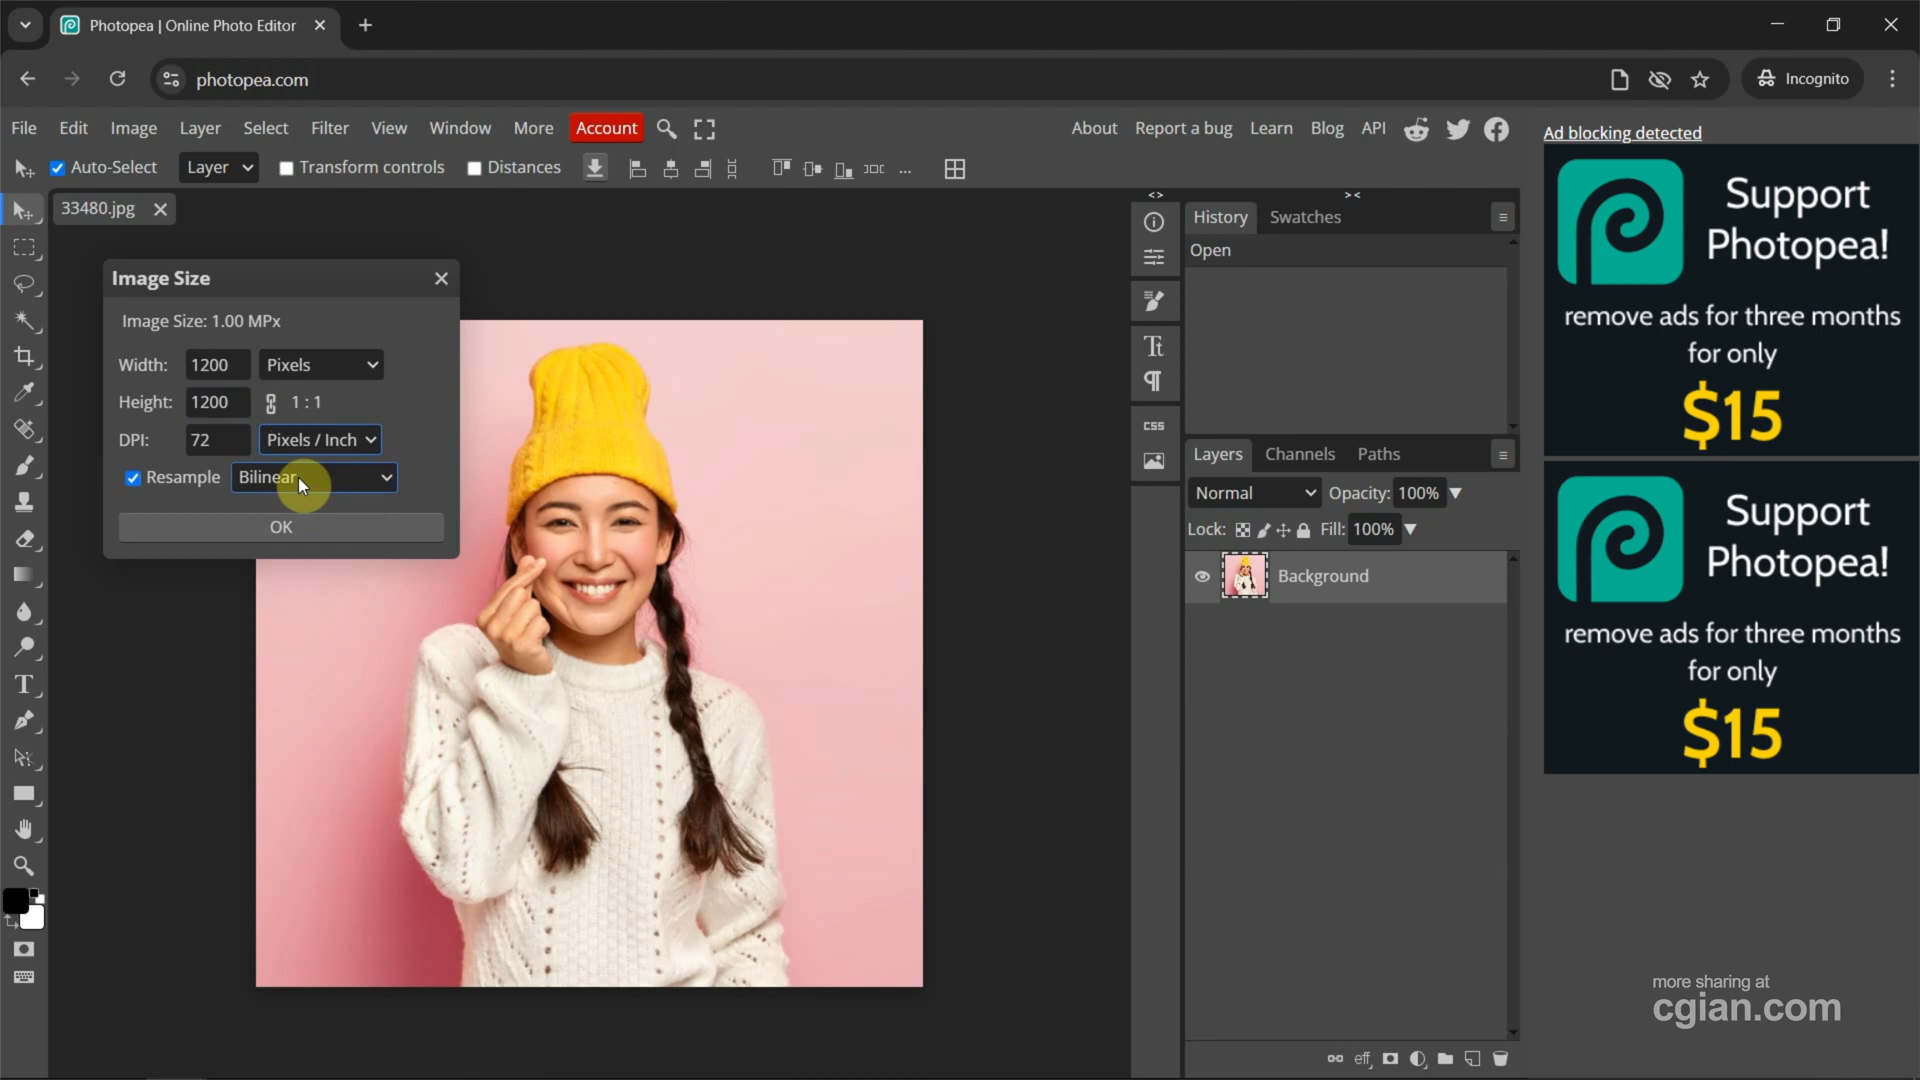 Photopea | Online Photo Editor
photopea.com
Incognito
File Edit Image Layer Select Filter View Window More Account
About Report a bug Learn Blog API
Auto-Select Layer Transform controls Distances ...
33480.jpg
Image Size
Image Size: 1.00 MPx
Width: 1200 Pixels
Height: 1200 1 : 1
DPI: 72 Pixels / Inch
Resample Bilinear
OK
History Swatches
Open
CSS
Layers Channels Paths
Normal Opacity: 100%
Lock: Fill: 100%
Background
eff
Ad blocking detected
Support
Photopea!
remove ads for three months
for only
$15
Support
Photopea!
remove ads for three months
for only
$15
more sharing at
cgian.com